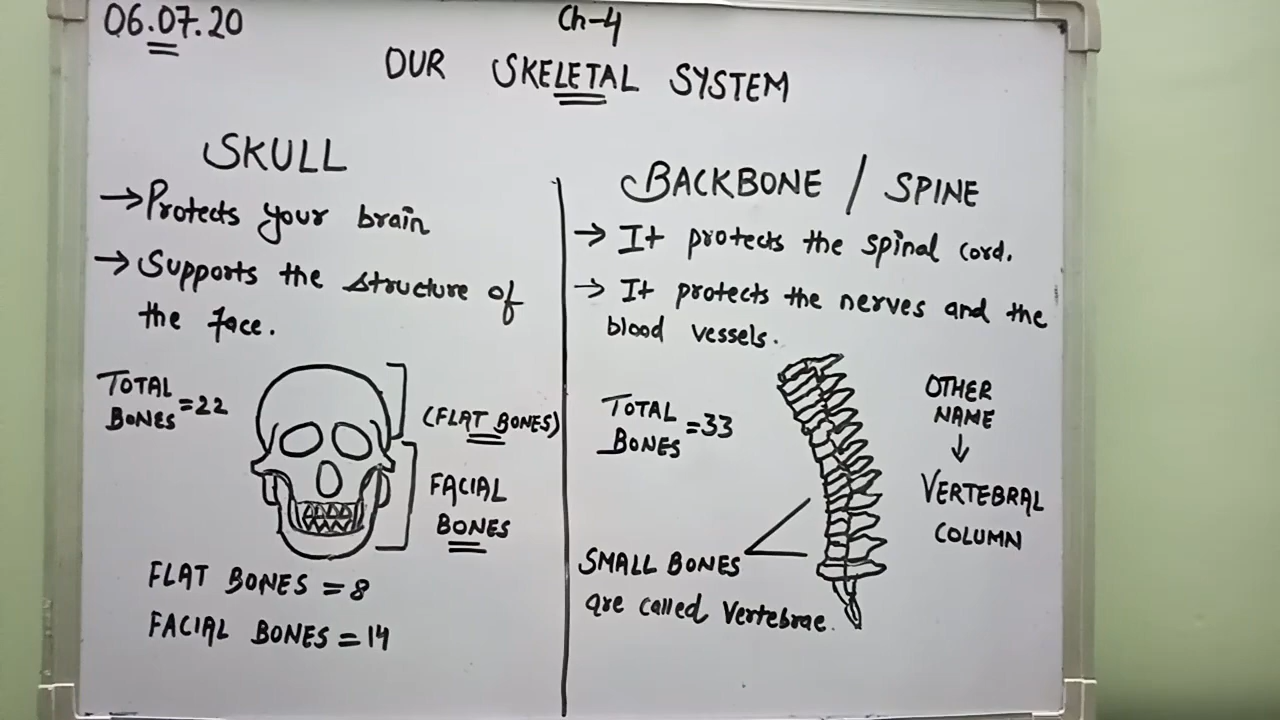 06.07.20
Ch-4
OUR SKELETAL SYSTEM
SKULL
→ Protects your brain
→ Supports the structure of
the face.
TOTAL
BONES =22
(FLAT BONES)
FACIAL
BONES
FLAT BONES = 8
FACIAL BONES = 14
BACKBONE / SPINE
→ It protects the spinal cord.
→ It protects the nerves and the
blood vessels.
TOTAL
BONES =33
OTHER
NAME
↓
VERTEBRAL
COLUMN
SMALL BONES
are called Vertebrae.